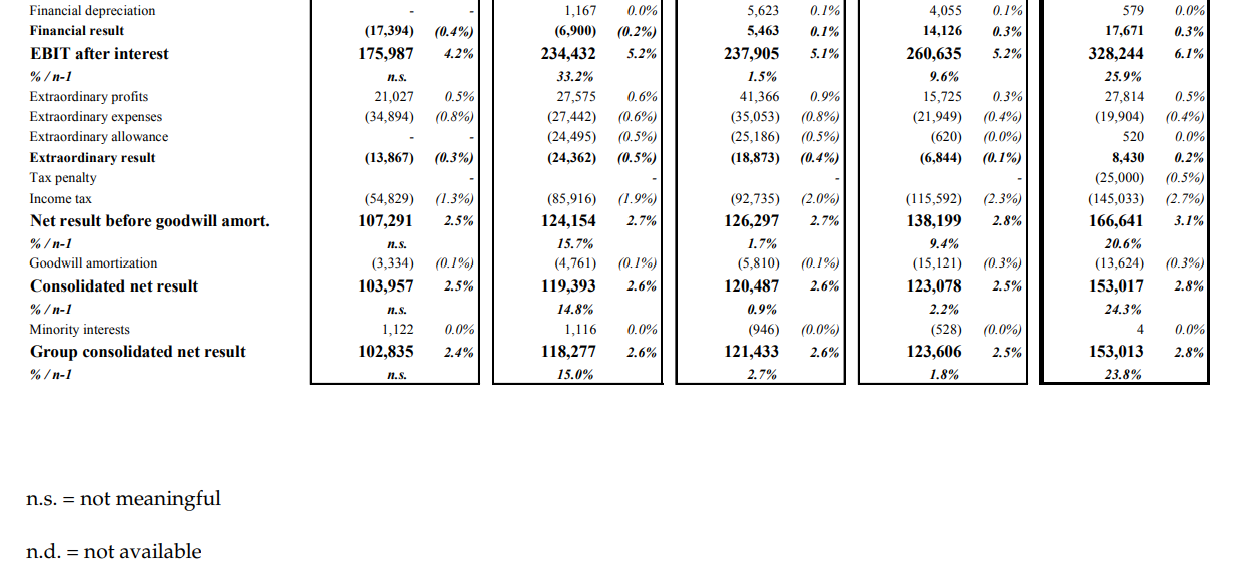 Financial depreciation - - 1,167 0.0% 5,623 0.1% 4,055 0.1% 579 0.0%
Financial result (17,394) (0.4%) (6,900) (0.2%) 5,463 0.1% 14,126 0.3% 17,671 0.3%
EBIT after interest 175,987 4.2% 234,432 5.2% 237,905 5.1% 260,635 5.2% 328,244 6.1%
% / n-1 n.s. 33.2% 1.5% 9.6% 25.9%
Extraordinary profits 21,027 0.5% 27,575 0.6% 41,366 0.9% 15,725 0.3% 27,814 0.5%
Extraordinary expenses (34,894) (0.8%) (27,442) (0.6%) (35,053) (0.8%) (21,949) (0.4%) (19,904) (0.4%)
Extraordinary allowance - - (24,495) (0.5%) (25,186) (0.5%) (620) (0.0%) 520 0.0%
Extraordinary result (13,867) (0.3%) (24,362) (0.5%) (18,873) (0.4%) (6,844) (0.1%) 8,430 0.2%
Tax penalty - - - - (25,000) (0.5%)
Income tax (54,829) (1.3%) (85,916) (1.9%) (92,735) (2.0%) (115,592) (2.3%) (145,033) (2.7%)
Net result before goodwill amort. 107,291 2.5% 124,154 2.7% 126,297 2.7% 138,199 2.8% 166,641 3.1%
% / n-1 n.s. 15.7% 1.7% 9.4% 20.6%
Goodwill amortization (3,334) (0.1%) (4,761) (0.1%) (5,810) (0.1%) (15,121) (0.3%) (13,624) (0.3%)
Consolidated net result 103,957 2.5% 119,393 2.6% 120,487 2.6% 123,078 2.5% 153,017 2.8%
% / n-1 n.s. 14.8% 0.9% 2.2% 24.3%
Minority interests 1,122 0.0% 1,116 0.0% (946) (0.0%) (528) (0.0%) 4 0.0%
Group consolidated net result 102,835 2.4% 118,277 2.6% 121,433 2.6% 123,606 2.5% 153,013 2.8%
% / n-1 n.s. 15.0% 2.7% 1.8% 23.8%
n.s. = not meaningful
n.d. = not available